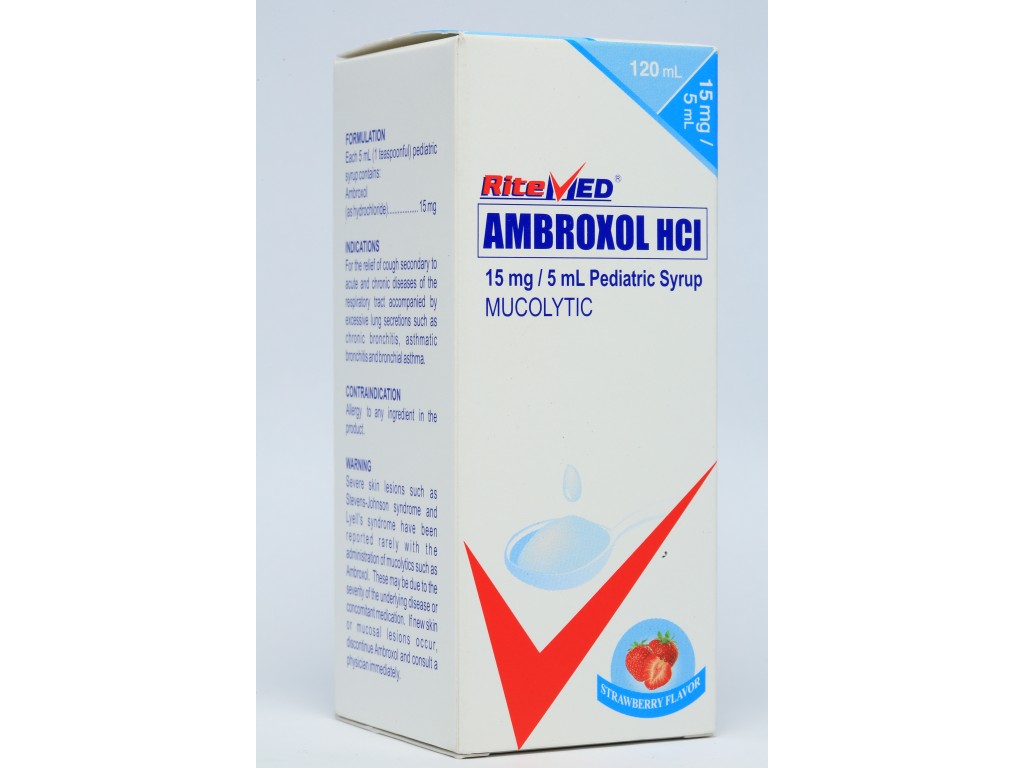 FORMULATION
Each 5 mL (1 teaspoonful) pediatric
syrup contains:
Ambroxol
(as hydrochloride)............... 15 mg
INDICATIONS
For the relief of cough secondary to
acute and chronic diseases of the
respiratory tract accompanied by
excessive lung secretions such as
chronic bronchitis, asthmatic
bronchitis and bronchial asthma.
CONTRAINDICATION
Allergy to any ingredient in the
product.
WARNING
Severe skin lesions such as
Stevens-Johnson syndrome and
Lyell's syndrome have been
reported rarely with the
administration of mucolytics such as
Ambroxol. These may be due to the
severity of the underlying disease or
concomitant medication. If new skin
or mucosal lesions occur,
discontinue Ambroxol and consult a
physician immediately.
120 mL
15 mg /
5 mL
RiteMED®
AMBROXOL HCl
15 mg / 5 mL Pediatric Syrup
MUCOLYTIC
STRAWBERRY FLAVOR